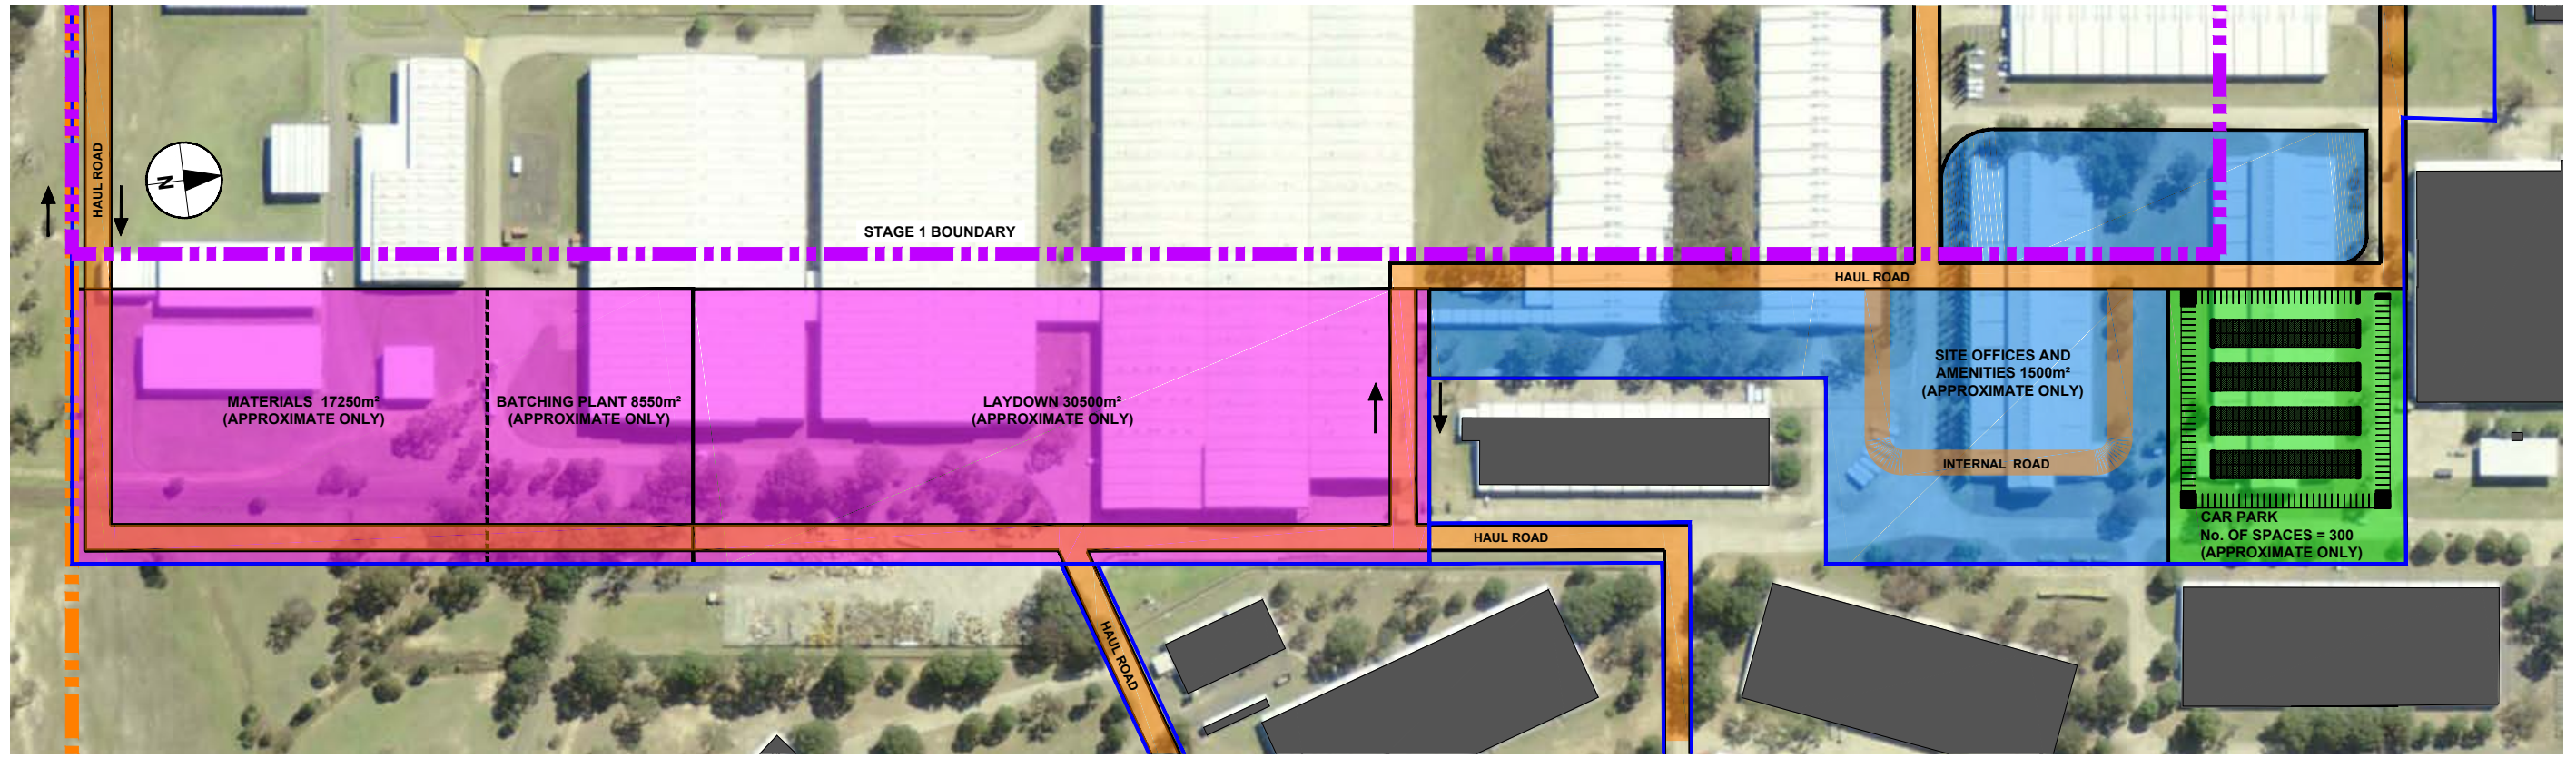 HAUL ROAD
N
STAGE 1 BOUNDARY
HAUL ROAD
MATERIALS 17250m²
(APPROXIMATE ONLY)
BATCHING PLANT 8550m²
(APPROXIMATE ONLY)
LAYDOWN 30500m²
(APPROXIMATE ONLY)
SITE OFFICES AND
AMENITIES 1500m²
(APPROXIMATE ONLY)
INTERNAL ROAD
CAR PARK
No. OF SPACES = 300
(APPROXIMATE ONLY)
HAUL ROAD
HAUL ROAD